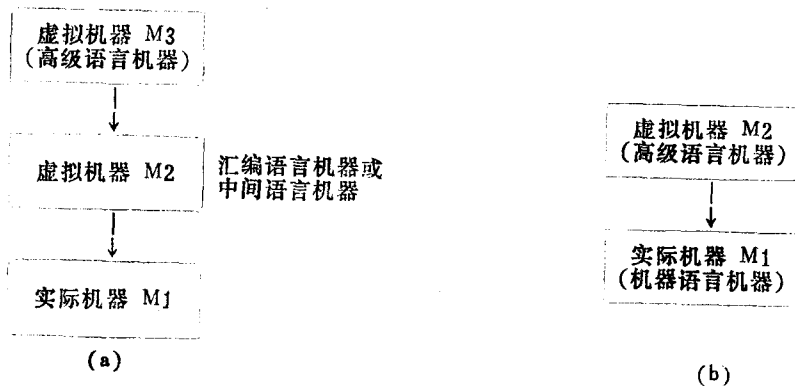 虚拟机器 M3
(高级语言机器)
虚拟机器 M2
汇编语言机器或
中间语言机器
实际机器 M1
(a)
虚拟机器 M2
(高级语言机器)
实际机器 M1
(机器语言机器)
(b)